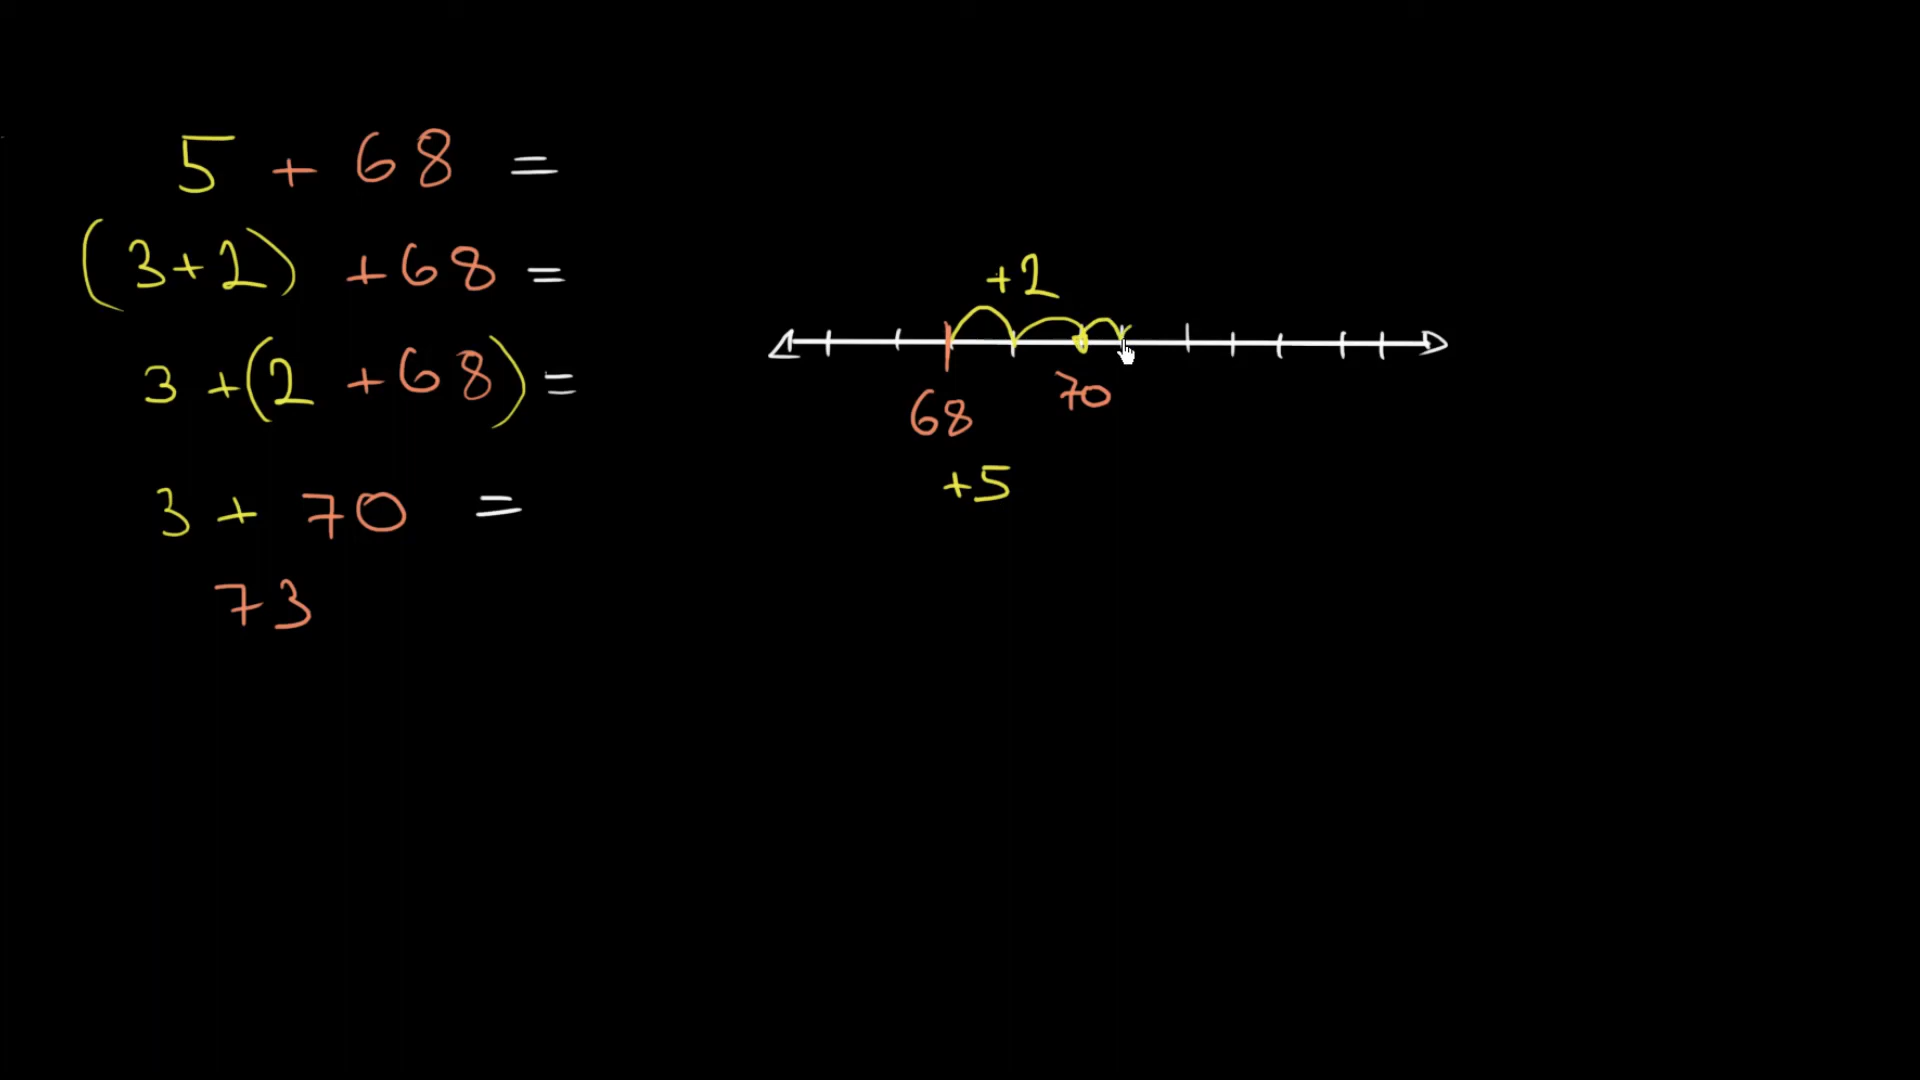 5 + 68 =
(3+2) +68 =
3 +(2 +68) =
3 + 70 =
73
+2
68
70
+5